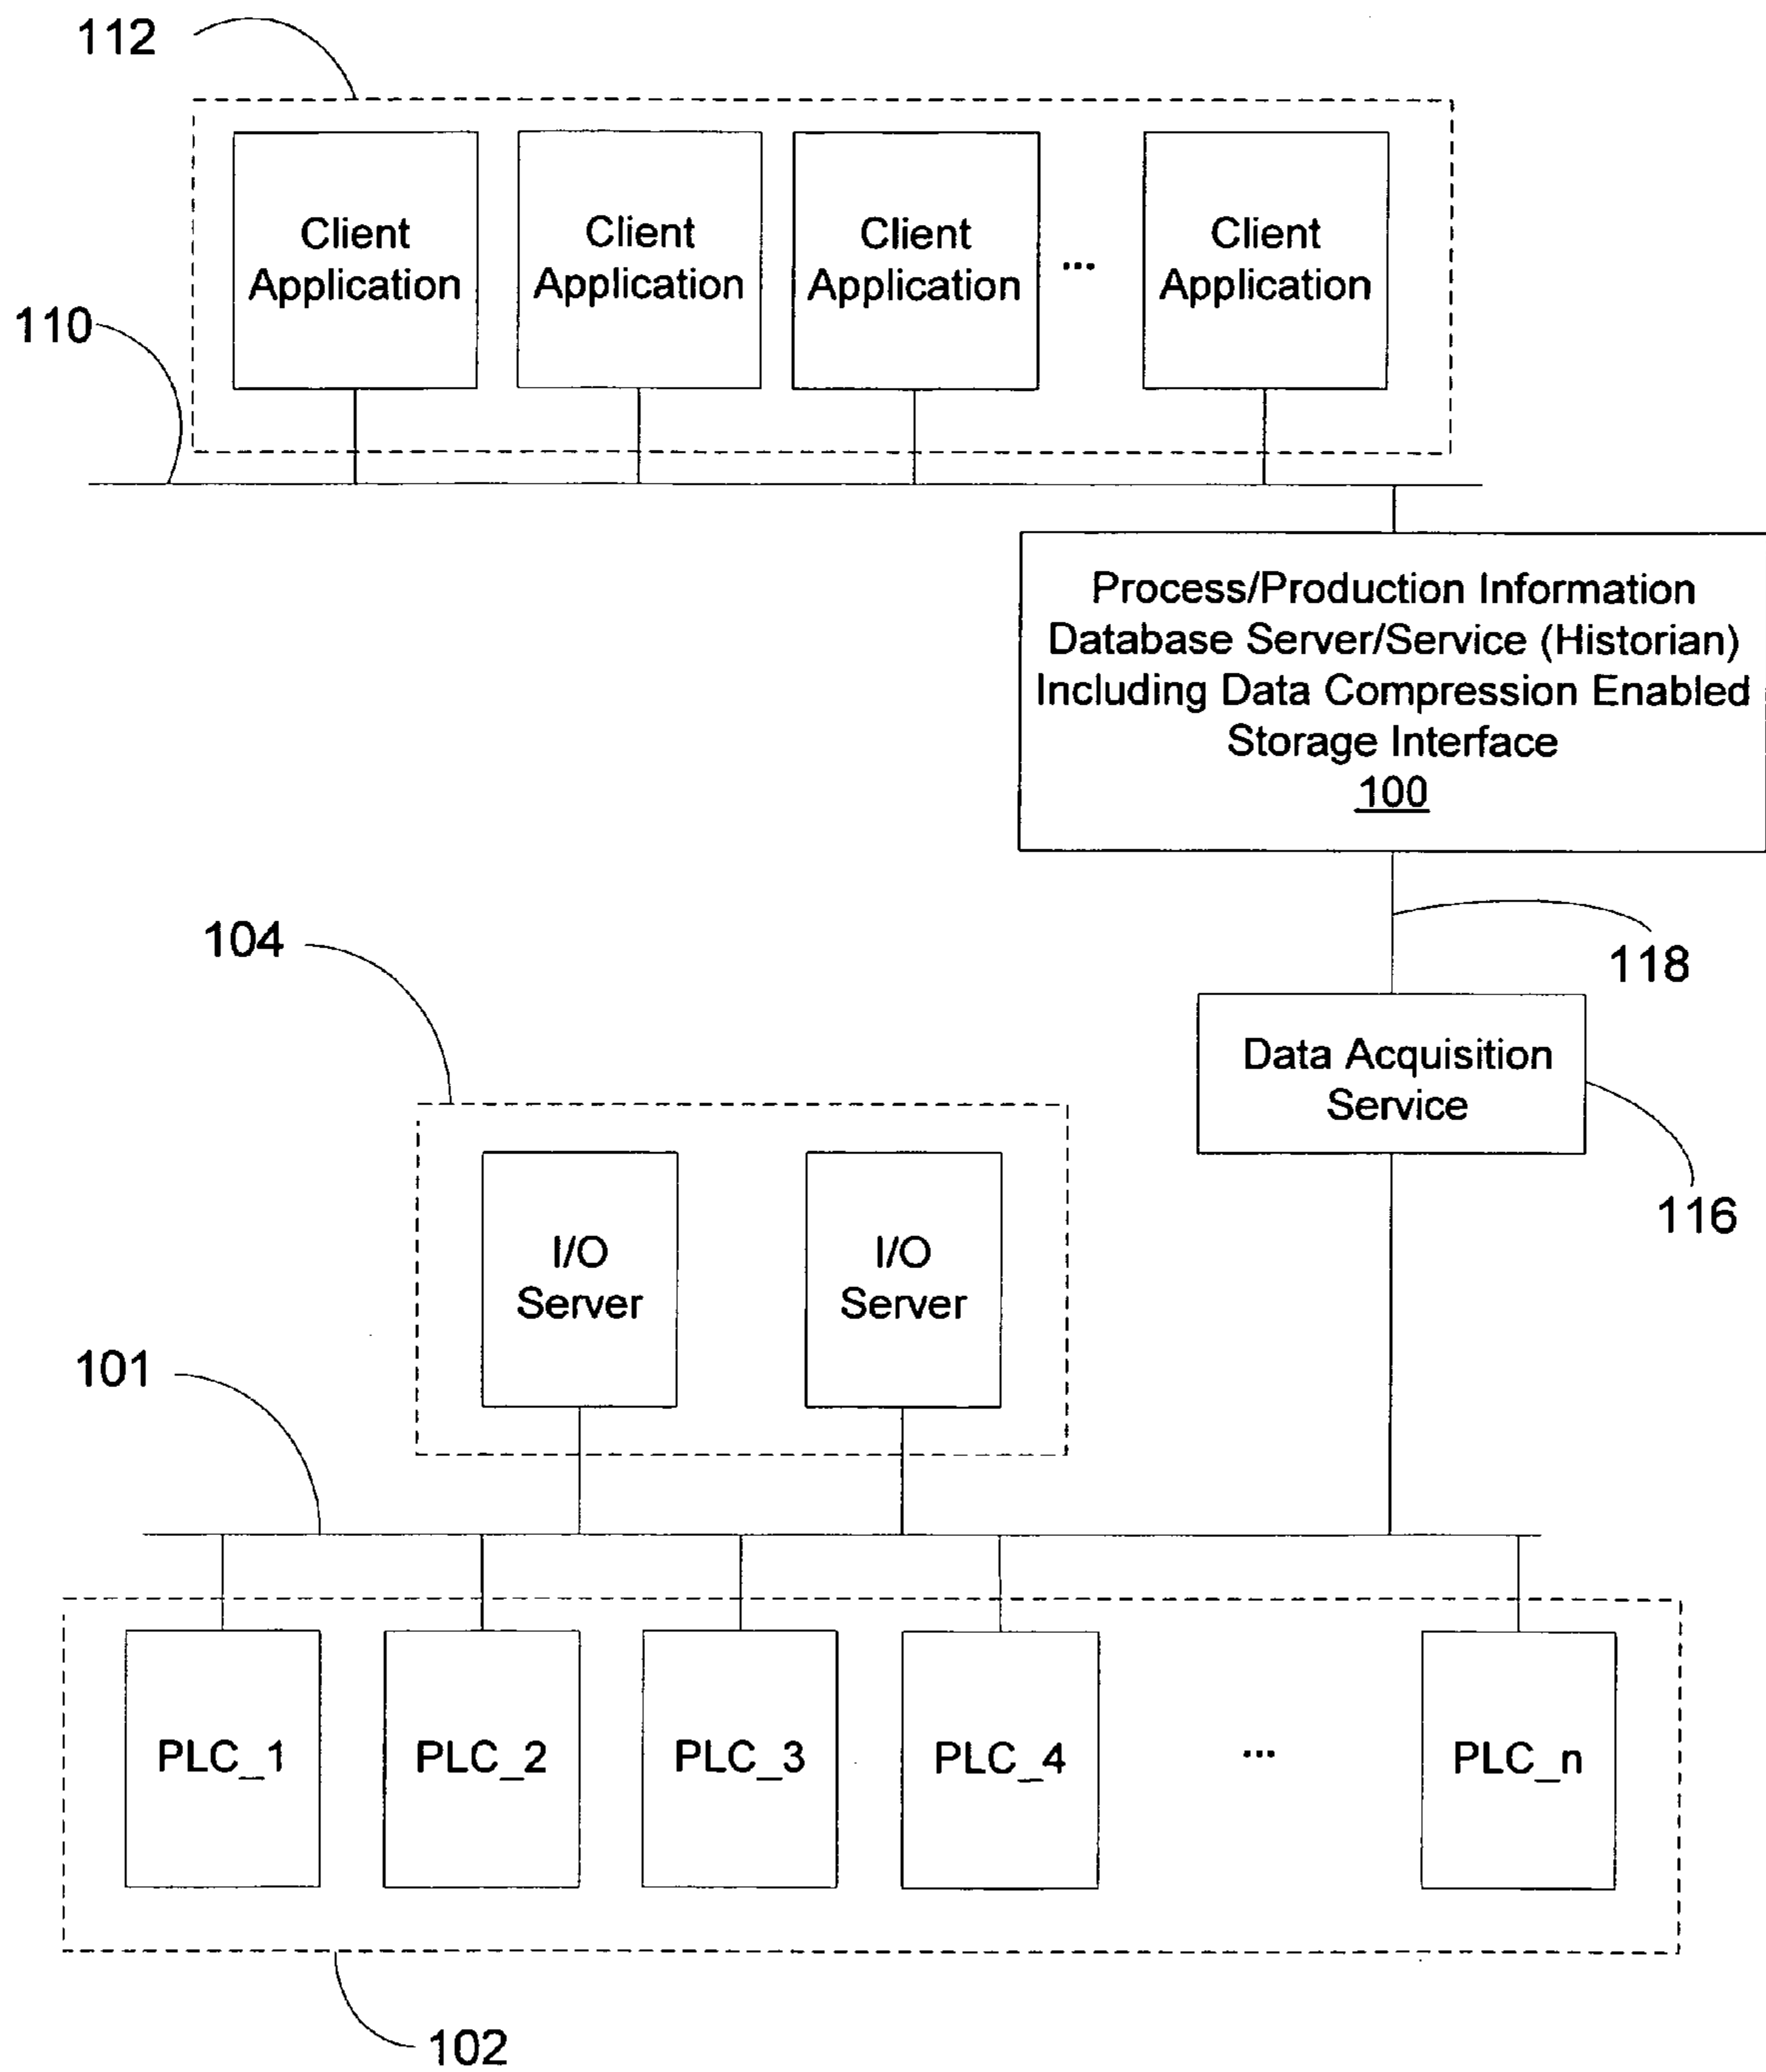 112
Client
Application
Client
Application
Client
Application
...
Client
Application
110
Process/Production Information
Database Server/Service (Historian)
Including Data Compression Enabled
Storage Interface
100
118
104
Data Acquisition
Service
116
I/O
Server
I/O
Server
101
PLC_1
PLC_2
PLC_3
PLC_4
...
PLC_n
102